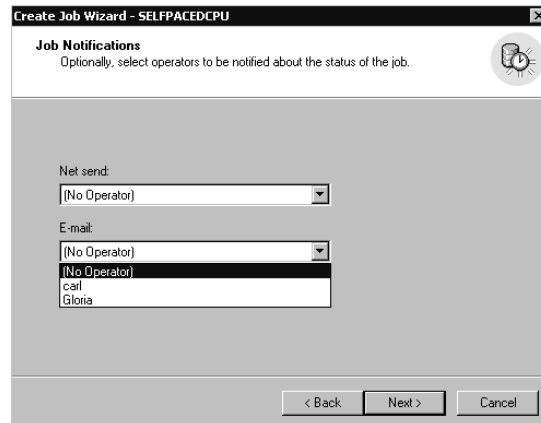 Create Job Wizard - SELFPACEDCPU
Job Notifications
Optionally, select operators to be notified about the status of the job.
Net send:
(No Operator)
E-mail:
(No Operator)
(No Operator)
carl
Gloria
< Back Next > Cancel